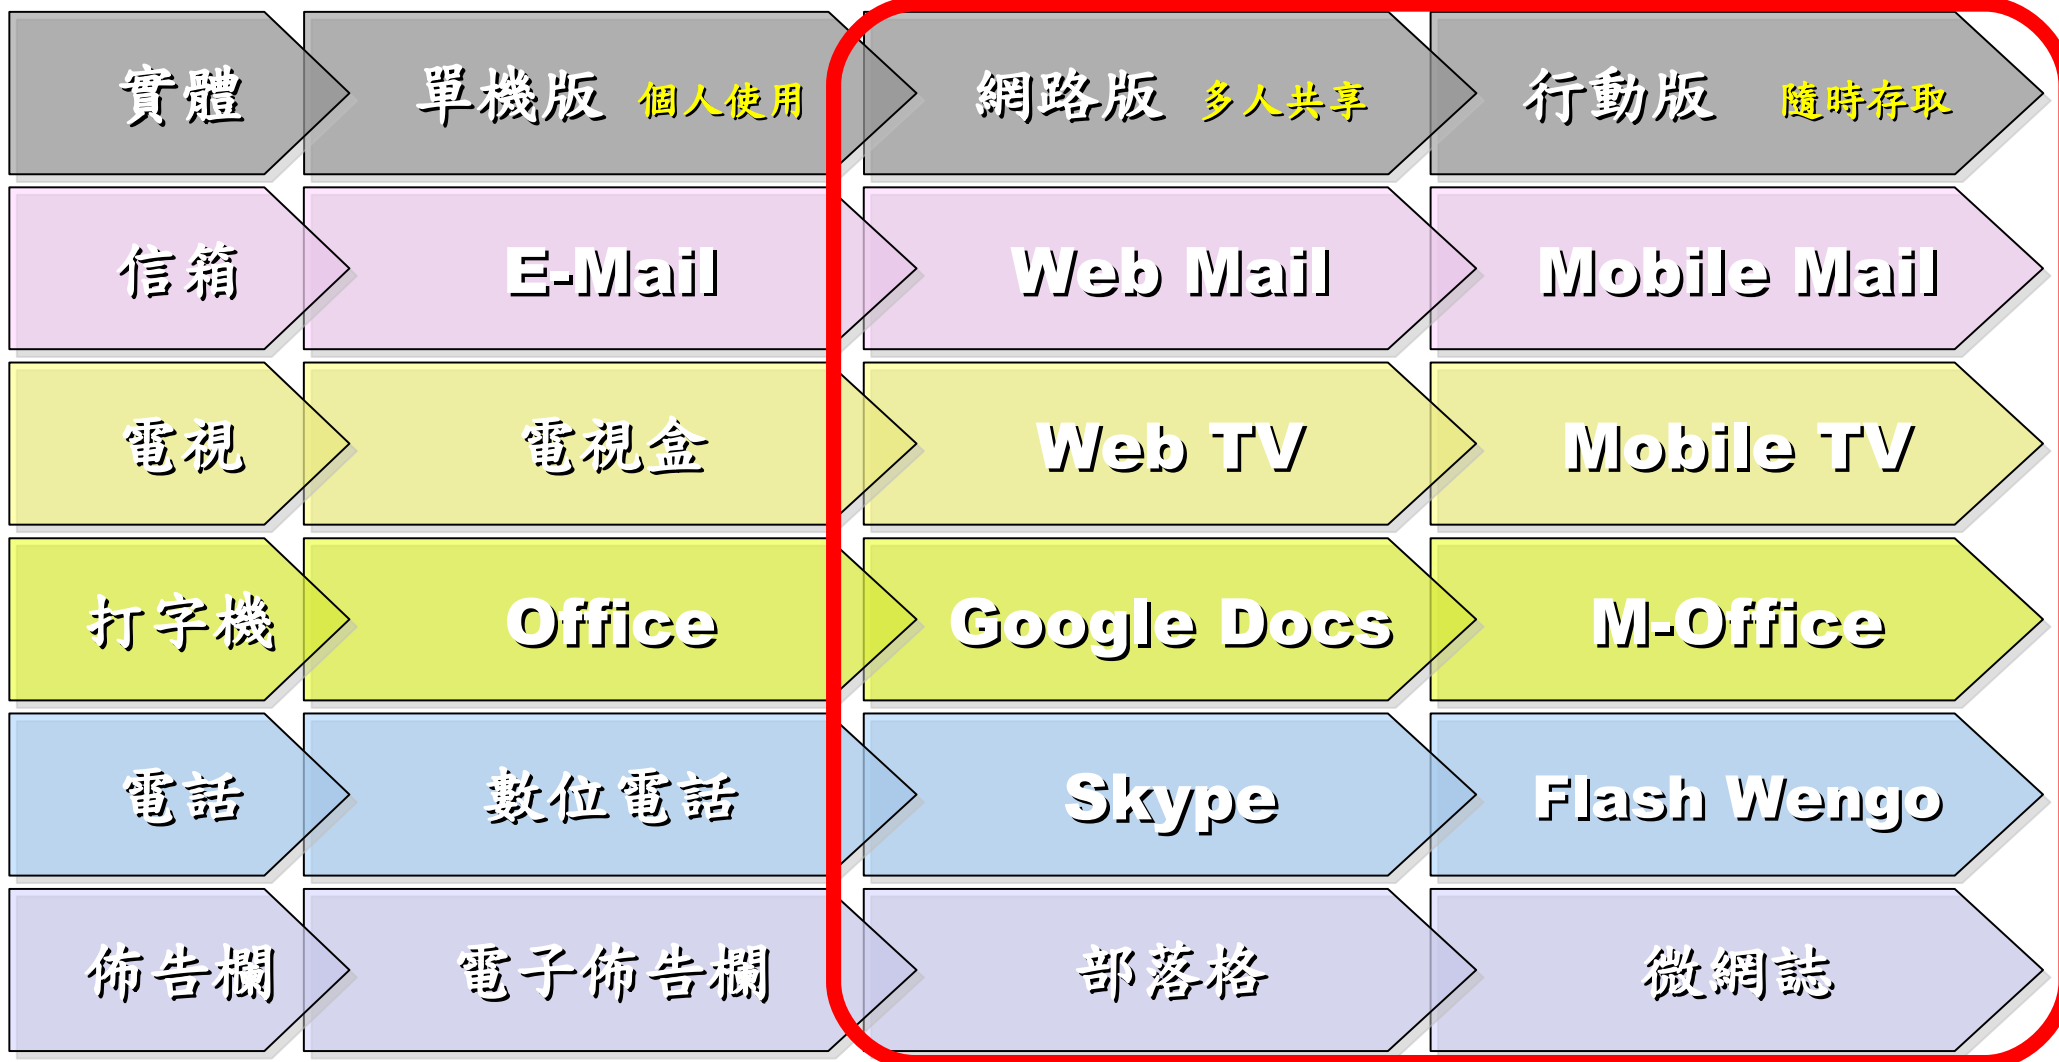 實體 單機版 個人使用 網路版 多人共享 行動版 隨時存取
信箱 E-Mail Web Mail Mobile Mail
電視 電視盒 Web TV Mobile TV
打字機 Office Google Docs M-Office
電話 數位電話 Skype Flash Wengo
佈告欄 電子佈告欄 部落格 微網誌